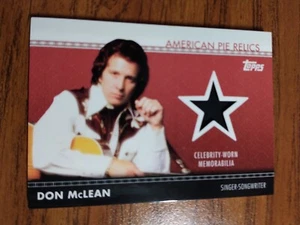 AMERICAN PIE RELICS
Topps
CELEBRITY-WORN
MEMORABILIA
DON McLEAN
SINGER-SONGWRITER